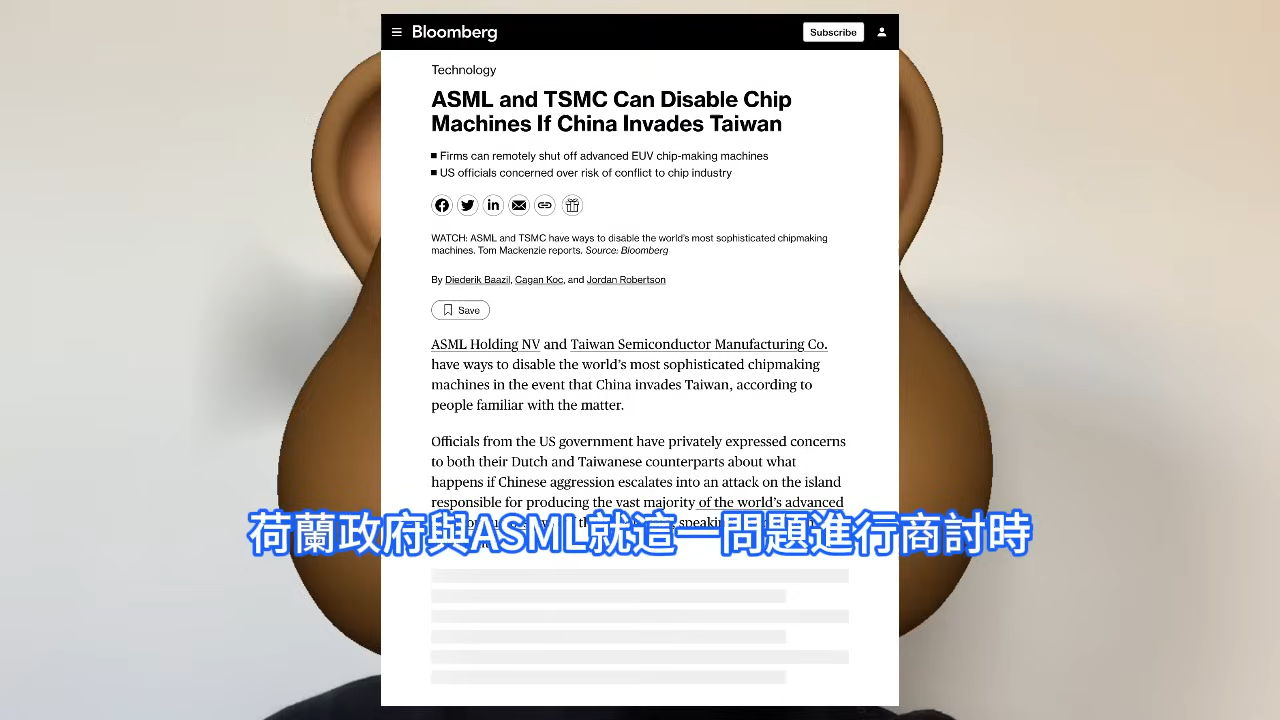 Bloomberg
Subscribe
Technology
ASML and TSMC Can Disable Chip
Machines If China Invades Taiwan
Firms can remotely shut off advanced EUV chip-making machines
US officials concerned over risk of conflict to chip industry
WATCH: ASML and TSMC have ways to disable the world's most sophisticated chipmaking
machines. Tom Mackenzie reports. Source: Bloomberg
By Diederik Baazil, Cagan Koc, and Jordan Robertson
Save
ASML Holding NV and Taiwan Semiconductor Manufacturing Co.
have ways to disable the world's most sophisticated chipmaking
machines in the event that China invades Taiwan, according to
people familiar with the matter.
Officials from the US government have privately expressed concerns
to both their Dutch and Taiwanese counterparts about what
happens if Chinese aggression escalates into an attack on the island
responsible for producing the vast majority of the world's advanced
荷蘭政府與ASML就這一問題進行商討時